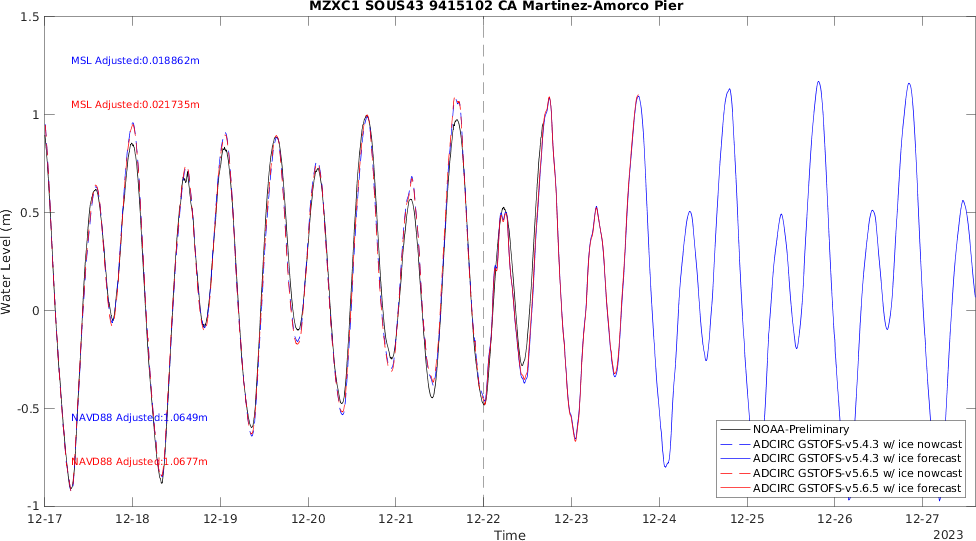 MZXC1 SOUS43 9415102 CA Martinez-Amorco Pier
1.5
MSL Adjusted:0.018862m
MSL Adjusted:0.021735m
1
0.5
Water Level (m)
0
-0.5
NAVD88 Adjusted:1.0649m
NAVD88 Adjusted:1.0677m
NOAA-Preliminary
ADCIRC GSTOFS-v5.4.3 w/ ice nowcast
ADCIRC GSTOFS-v5.4.3 w/ ice forecast
ADCIRC GSTOFS-v5.6.5 w/ ice nowcast
ADCIRC GSTOFS-v5.6.5 w/ ice forecast
-1
12-17 12-18 12-19 12-20 12-21 12-22 12-23 12-24 12-25 12-26 12-27
Time
2023